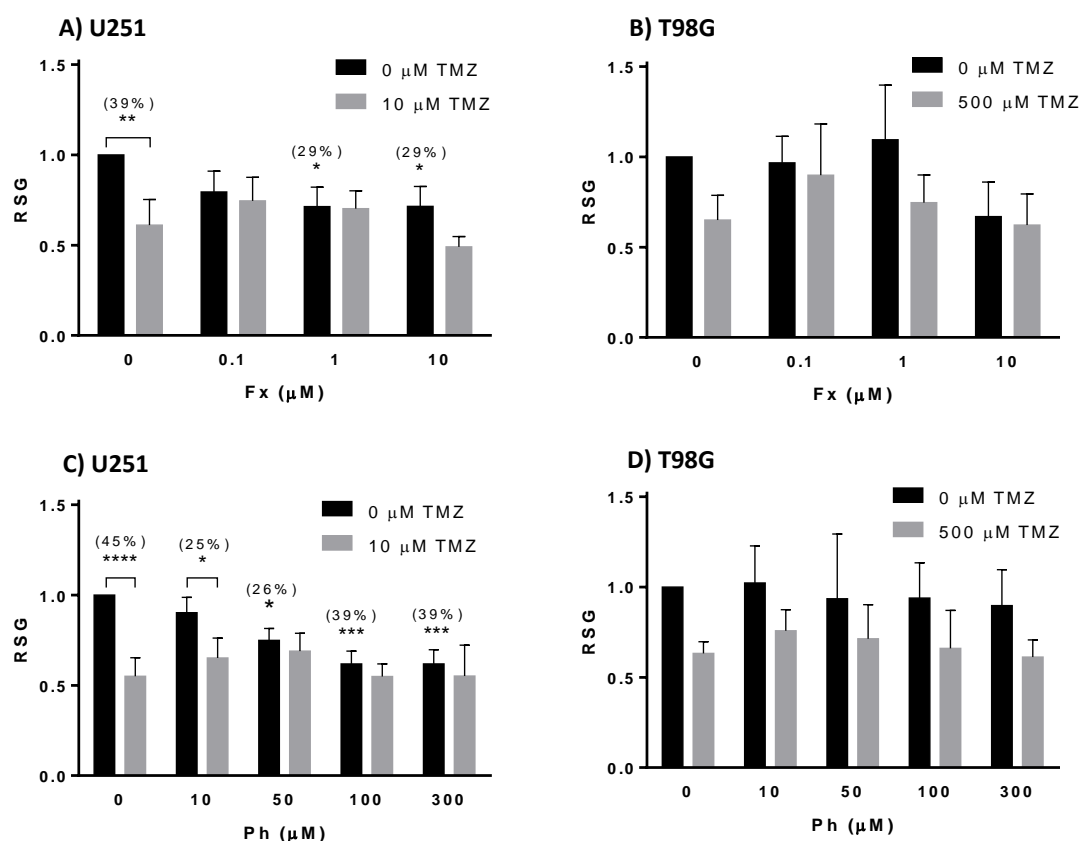 A) U251
1.5
1.0
0.5
0.0
RSG
0 μM TMZ
10 μM TMZ
(39%)
**
(29%)
*
(29%)
*
0 0.1 1 10
Fx (μM)
B) T98G
1.5
1.0
0.5
0.0
RSG
0 μM TMZ
500 μM TMZ
0 0.1 1 10
Fx (μM)
C) U251
1.5
1.0
0.5
0.0
RSG
0 μM TMZ
10 μM TMZ
(45%)
****
(25%)
*
(26%)
*
(39%)
***
(39%)
***
0 10 50 100 300
Ph (μM)
D) T98G
1.5
1.0
0.5
0.0
RSG
0 μM TMZ
500 μM TMZ
0 10 50 100 300
Ph (μM)